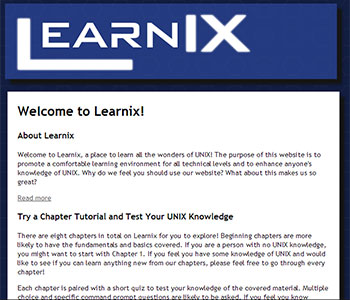 LEARNIX
Welcome to Learnix!
About Learnix
Welcome to Learnix, a place to learn all the wonders of UNIX! The purpose of this website is to
promote a comfortable learning environment for all technical levels and to enhance anyone's
knowledge of UNIX. Why do we feel you should use our website? What about this makes us so
great?
Read more
Try a Chapter Tutorial and Test Your UNIX Knowledge
There are eight chapters in total on Learnix for you to explore! Beginning chapters are more
likely to have the fundamentals and basics covered. If you are a person with no UNIX knowledge,
you might want to start with Chapter 1. If you feel you have some knowledge of UNIX and would
like to see if you can learn anything new from our chapters, please feel free to go through every
chapter!
Each chapter is paired with a short quiz to test your knowledge of the covered material. Multiple
choice and specific command prompt questions are likely to be asked. If you feel you know